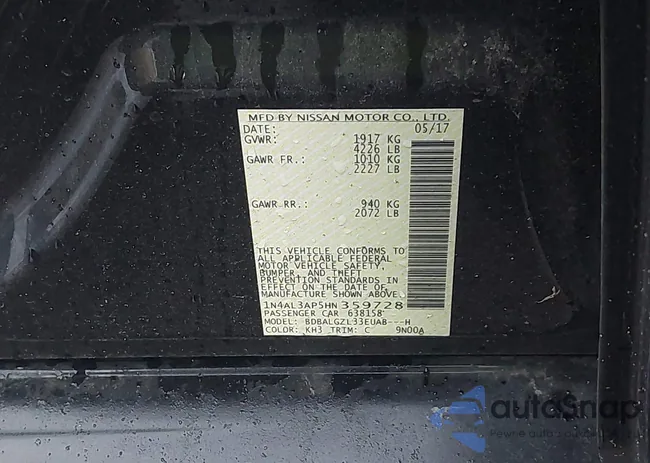 MFD BY NISSAN MOTOR CO., LTD.
DATE: 05/17
GVWR: 1917 KG
4226 LB
GAWR FR.: 1010 KG
2227 LB
GAWR RR.: 940 KG
2072 LB
THIS VEHICLE CONFORMS TO
ALL APPLICABLE FEDERAL
MOTOR VEHICLE SAFETY,
BUMPER, AND THEFT
PREVENTION STANDARDS IN
EFFECT ON THE DATE OF
MANUFACTURE SHOWN ABOVE.
1N4AL3AP5HN359728
PASSENGER CAR 638158
MODEL: BDBALGZL33EUAB---H
COLOR: KH3 TRIM: C 9N00A
autoSnap
Pewne auto z